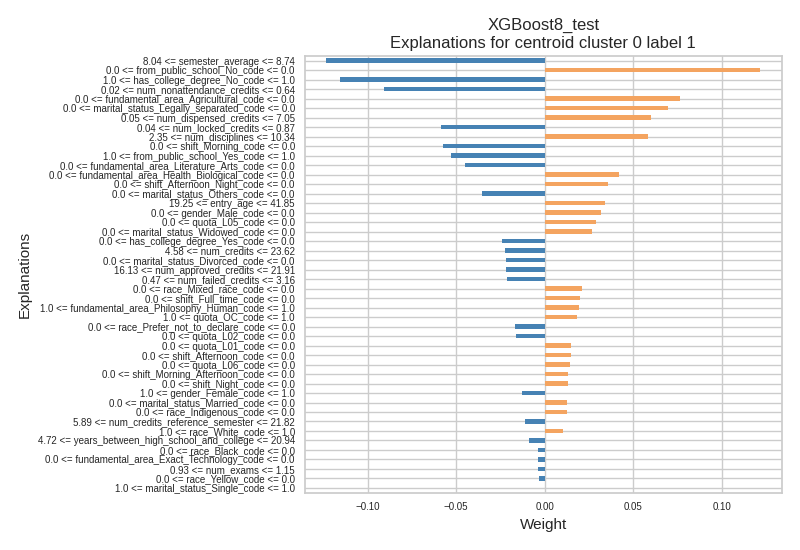 XGBoost8_test
Explanations for centroid cluster 0 label 1
8.04 <= semester_average <= 8.74
0.0 <= from_public_school_No_code <= 0.0
1.0 <= has_college_degree_No_code <= 1.0
0.02 <= num_nonattendance_credits <= 0.64
0.0 <= fundamental_area_Agricultural_code <= 0.0
0.0 <= marital_status_Legally_separated_code <= 0.0
0.05 <= num_dispensed_credits <= 7.05
0.04 <= num_locked_credits <= 0.87
2.35 <= num_disciplines <= 10.34
0.0 <= shift_Morning_code <= 0.0
1.0 <= from_public_school_Yes_code <= 1.0
0.0 <= fundamental_area_Literature_Arts_code <= 0.0
0.0 <= fundamental_area_Health_Biological_code <= 0.0
0.0 <= shift_Afternoon_Night_code <= 0.0
0.0 <= marital_status_Others_code <= 0.0
19.25 <= entry_age <= 41.85
0.0 <= gender_Male_code <= 0.0
0.0 <= quota_L05_code <= 0.0
0.0 <= marital_status_Widowed_code <= 0.0
0.0 <= has_college_degree_Yes_code <= 0.0
4.58 <= num_credits <= 23.62
0.0 <= marital_status_Divorced_code <= 0.0
16.13 <= num_approved_credits <= 21.91
0.47 <= num_failed_credits <= 3.16
0.0 <= race_Mixed_race_code <= 0.0
0.0 <= shift_Full_time_code <= 0.0
1.0 <= fundamental_area_Philosophy_Human_code <= 1.0
1.0 <= quota_OC_code <= 1.0
0.0 <= race_Prefer_not_to_declare_code <= 0.0
0.0 <= quota_L02_code <= 0.0
0.0 <= quota_L01_code <= 0.0
0.0 <= shift_Afternoon_code <= 0.0
0.0 <= quota_L06_code <= 0.0
0.0 <= shift_Morning_Afternoon_code <= 0.0
0.0 <= shift_Night_code <= 0.0
1.0 <= gender_Female_code <= 1.0
0.0 <= marital_status_Married_code <= 0.0
0.0 <= race_Indigenous_code <= 0.0
5.89 <= num_credits_reference_semester <= 21.82
1.0 <= race_White_code <= 1.0
4.72 <= years_between_high_school_and_college <= 20.94
0.0 <= race_Black_code <= 0.0
0.0 <= fundamental_area_Exact_Technology_code <= 0.0
0.93 <= num_exams <= 1.15
0.0 <= race_Yellow_code <= 0.0
1.0 <= marital_status_Single_code <= 1.0
Explanations
−0.10 −0.05 0.00 0.05 0.10
Weight